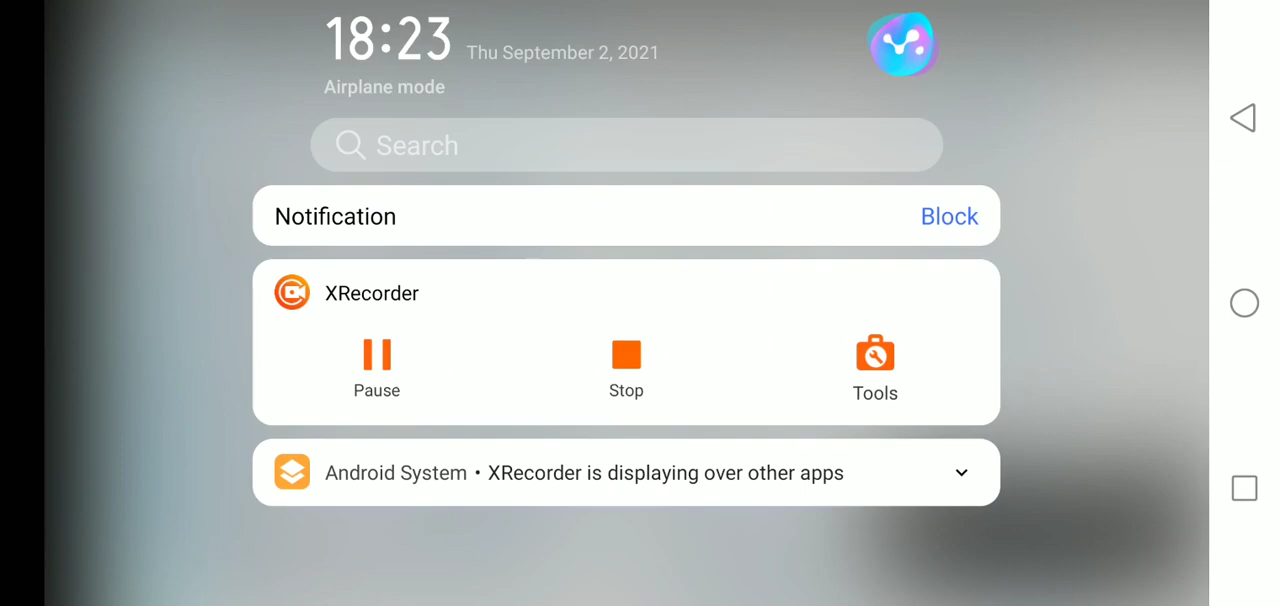 18:23 Thu September 2, 2021
Airplane mode
Search
Notification Block
XRecorder
Pause Stop Tools
Android System • XRecorder is displaying over other apps